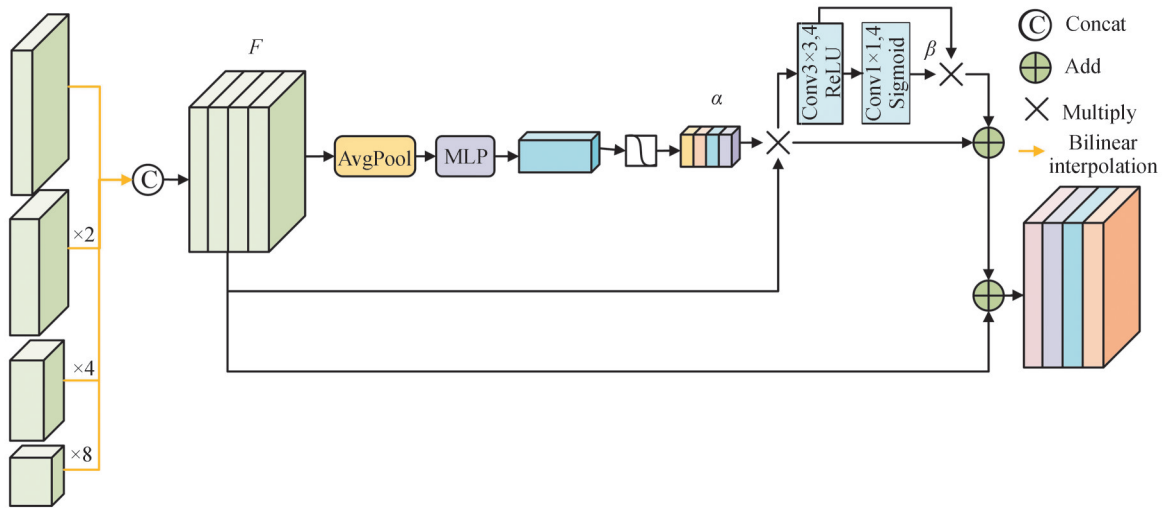 F
×2
×4
×8
C
AvgPool
MLP
α
Conv3×3,4
ReLU
Conv1×1,4
Sigmoid
β
C Concat
Add
Multiply
Bilinear
interpolation